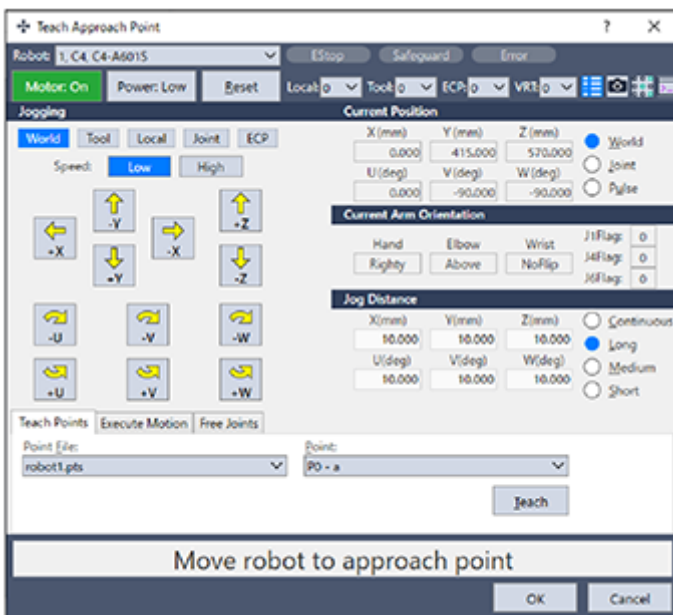 Teach Approach Point ? ×
Robot: 1, C4, C4-A601S EStop Safeguard Error
Motor: On Power: Low Reset Local: 0 Tool: 0 ECP: 0 VRT: 0
Jogging
World Tool Local Joint ECP
Speed: Low High
-Y +Z
+X -X
+Y -Z
-U -V -W
+U +V +W
Current Position
X (mm) Y (mm) Z (mm)
0.000 415.000 570.000
U (deg) V (deg) W (deg)
0.000 -90.000 -90.000
World
Joint
Pulse
Current Arm Orientation
Hand Elbow Wrist
Righty Above NoFlip
J1Flag: 0
J4Flag: 0
J6Flag: 0
Jog Distance
X(mm) Y(mm) Z(mm)
10.000 10.000 10.000
U(deg) V(deg) W(deg)
10.000 10.000 10.000
Continuous
Long
Medium
Short
Teach Points Execute Motion Free Joints
Point File: Point:
robot1.pts P0 - a
Teach
Move robot to approach point
OK Cancel